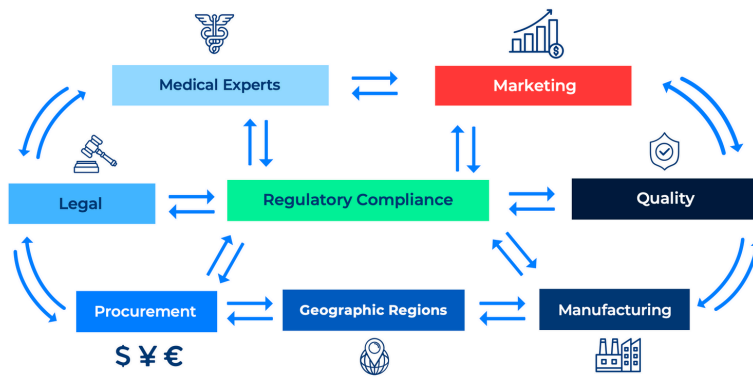 Medical Experts
Marketing
Legal
Regulatory Compliance
Quality
Procurement
Geographic Regions
Manufacturing
$ ¥ €
$